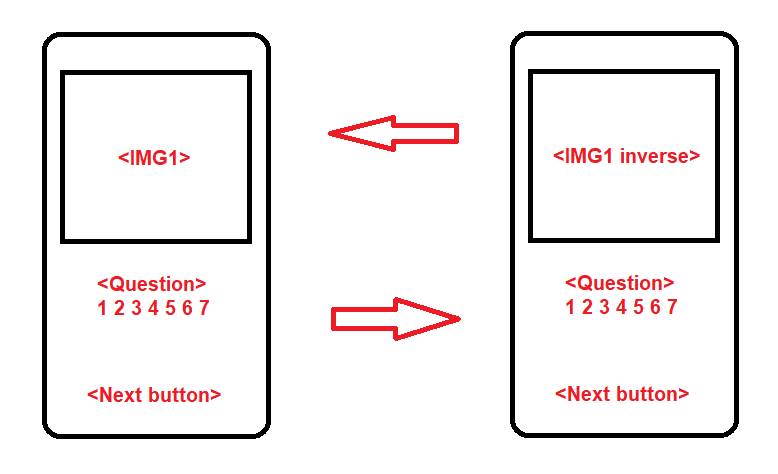 <IMG1>
<Question>
1 2 3 4 5 6 7
<Next button>
<IMG1 inverse>
<Question>
1 2 3 4 5 6 7
<Next button>